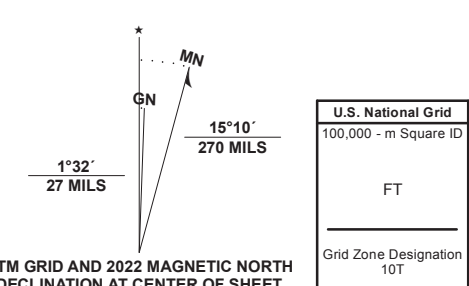 ★
MN
GN
15°10´
270 MILS
1°32´
27 MILS
TM GRID AND 2022 MAGNETIC NORTH
DECLINATION AT CENTER OF SHEET
U.S. National Grid
100,000 - m Square ID
FT
Grid Zone Designation
10T